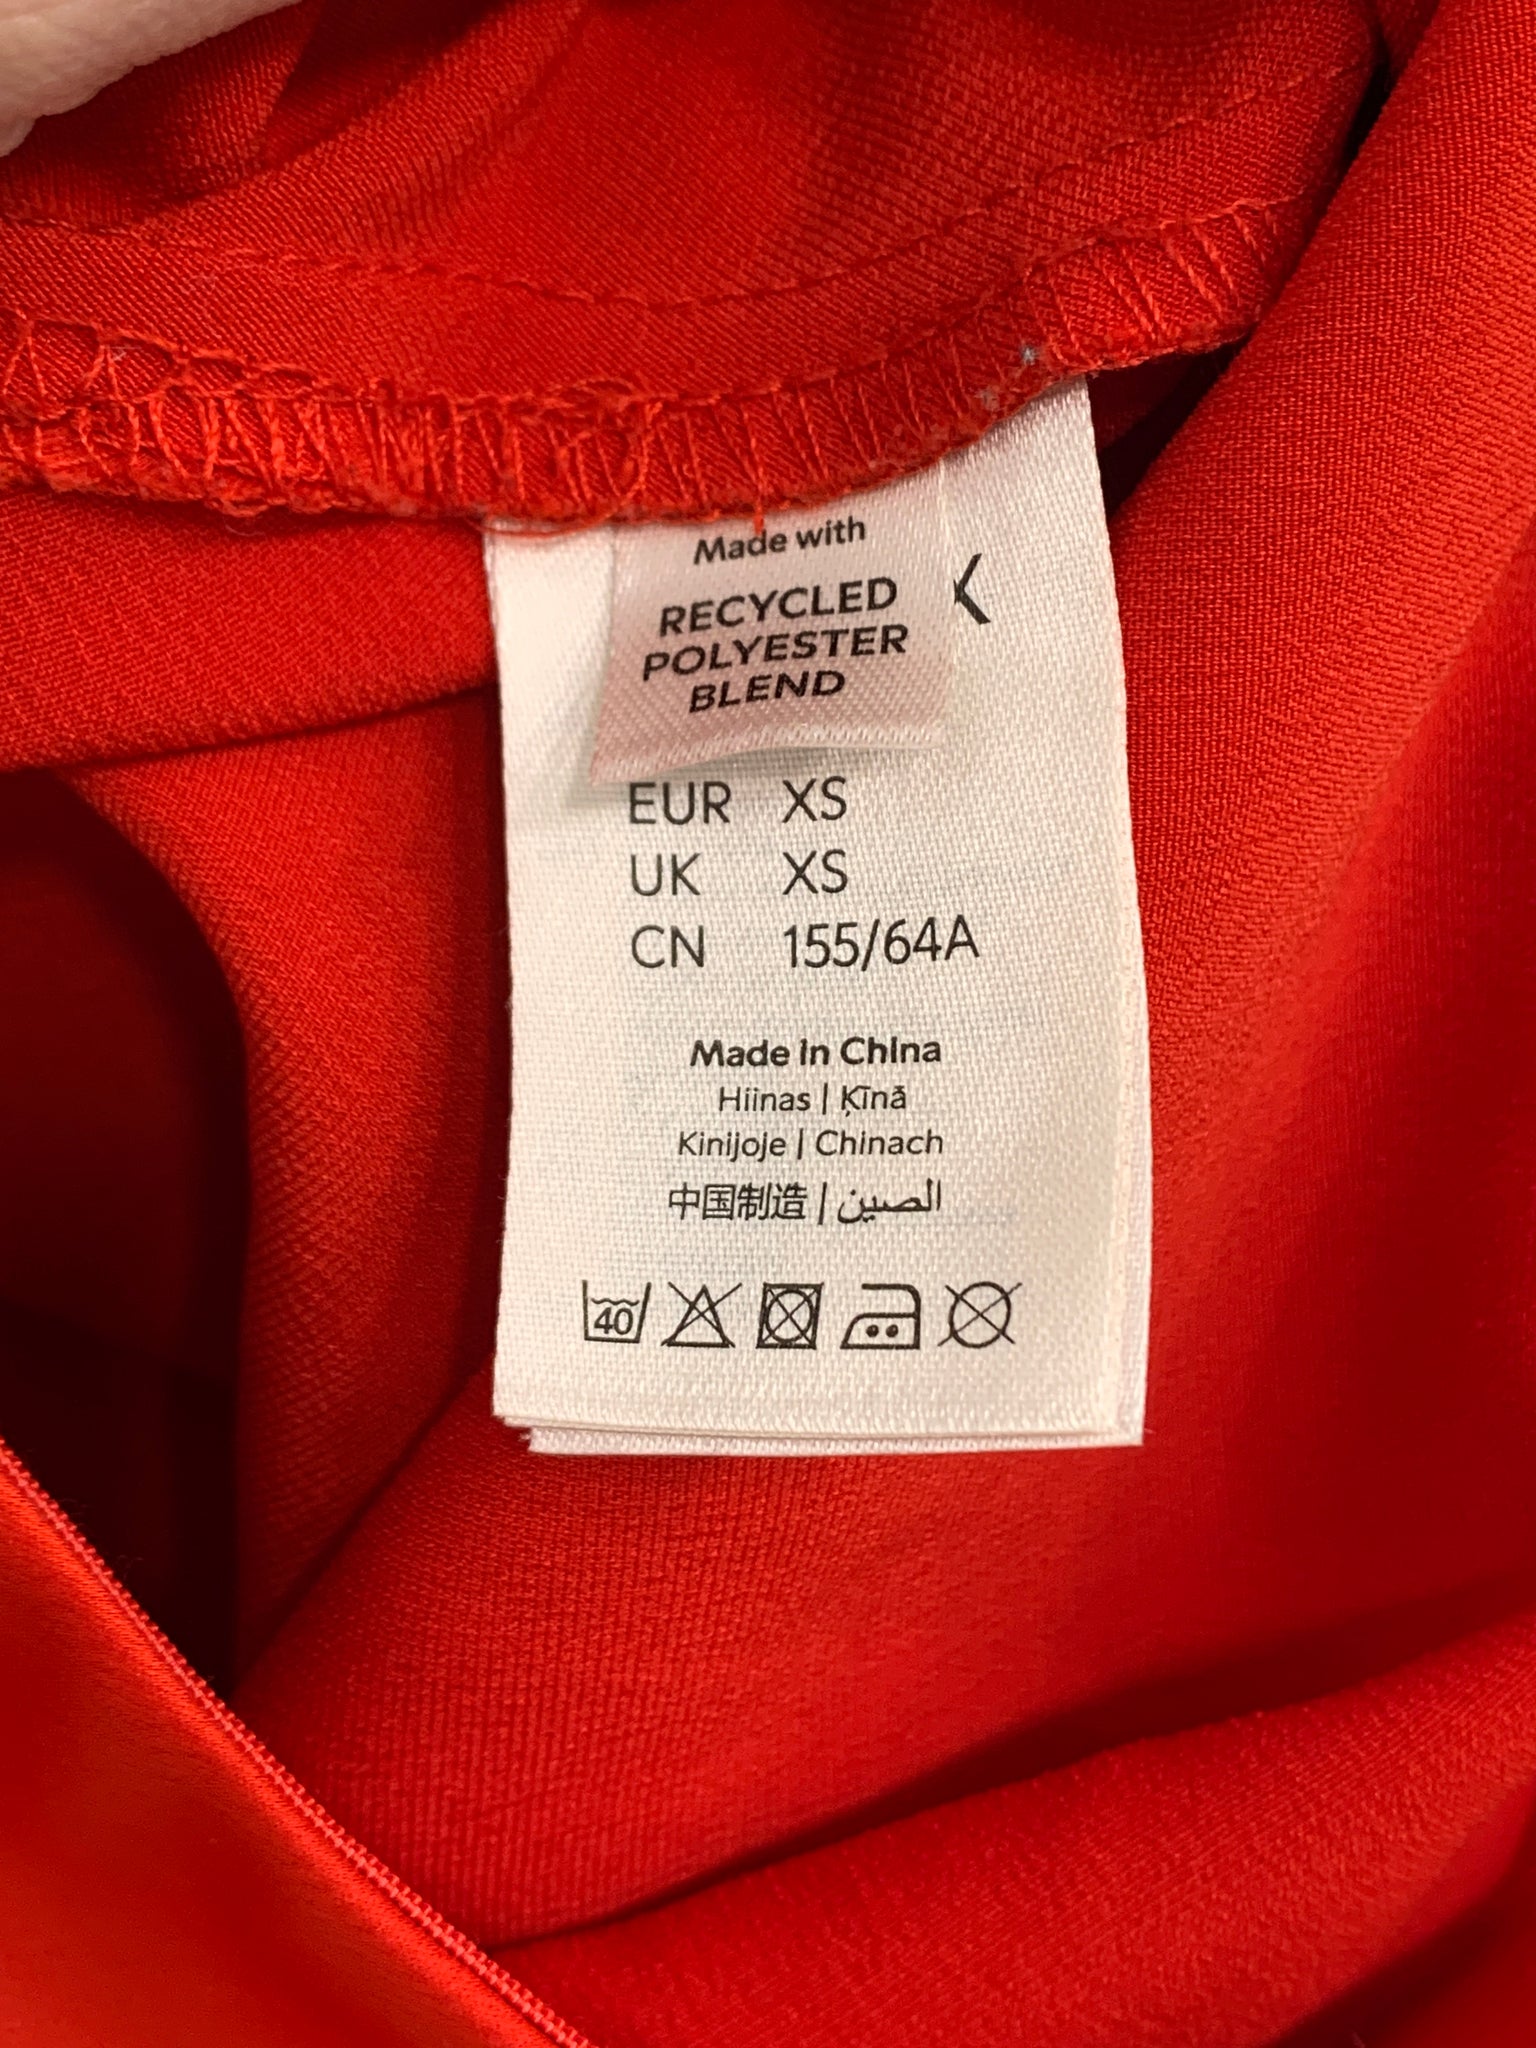 Made with
RECYCLED
POLYESTER
BLEND
EUR XS
UK XS
CN 155/64A
Made in China
Hiinas | Ķīnā
Kinijoje | Chinach
中国制造 | الصين
40